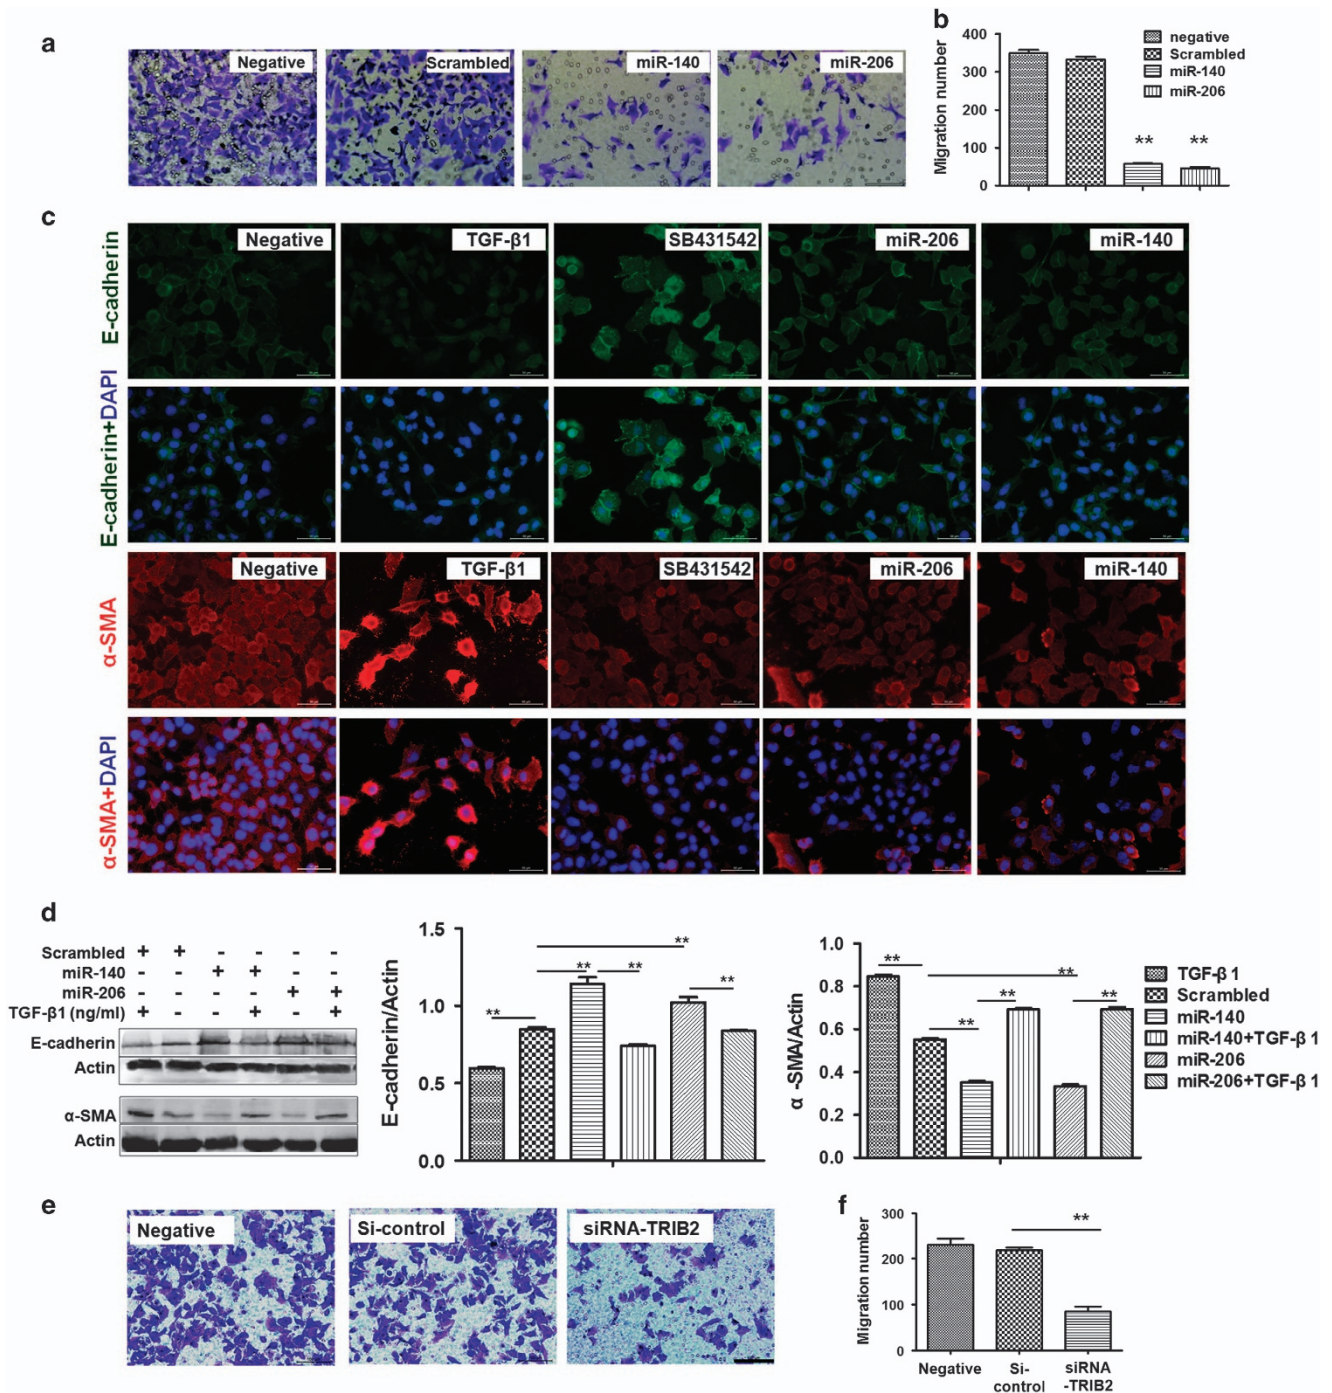 a
Negative
Scrambled
miR-140
miR-206
b
Migration number
400
300
200
100
0
negative
Scrambled
miR-140
miR-206
**
**
c
E-cadherin
Negative
TGF-β1
SB431542
miR-206
miR-140
E-cadherin+DAPI
α-SMA
Negative
TGF-β1
SB431542
miR-206
miR-140
α-SMA+DAPI
d
Scrambled + + - - - -
miR-140 - - + + - -
miR-206 - - - - + +
TGF-β1 (ng/ml) + - - + - +
E-cadherin
Actin
α-SMA
Actin
E-cadherin/Actin
1.5
1.0
0.5
0.0
**
**
**
**
**
α-SMA/Actin
1.0
0.8
0.6
0.4
0.2
0.0
**
**
**
**
**
TGF-β1
Scrambled
miR-140
miR-140+TGF-β1
miR-206
miR-206+TGF-β1
e
Negative
Si-control
siRNA-TRIB2
f
Migration number
300
200
100
0
**
Negative
Si-
control
siRNA
-TRIB2